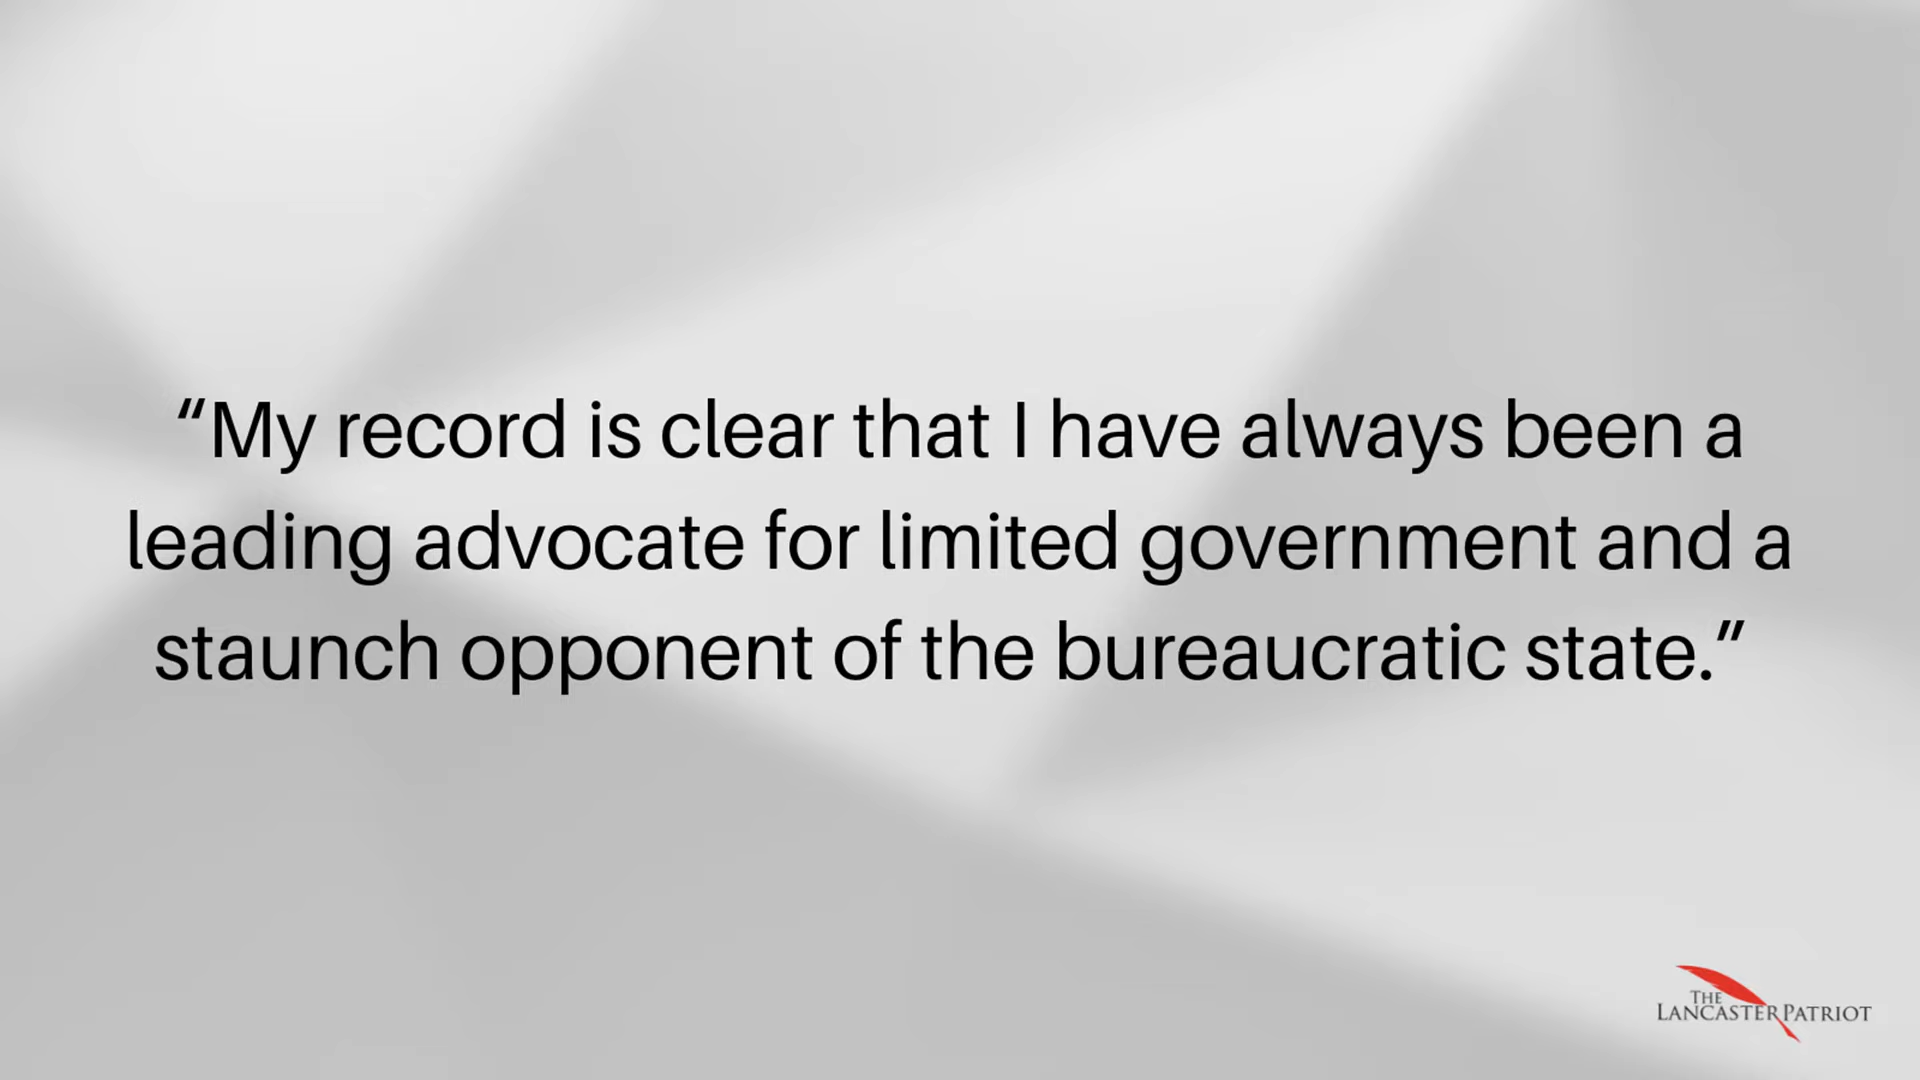 “My record is clear that I have always been a
leading advocate for limited government and a
staunch opponent of the bureaucratic state.”
THE
LANCASTER PATRIOT